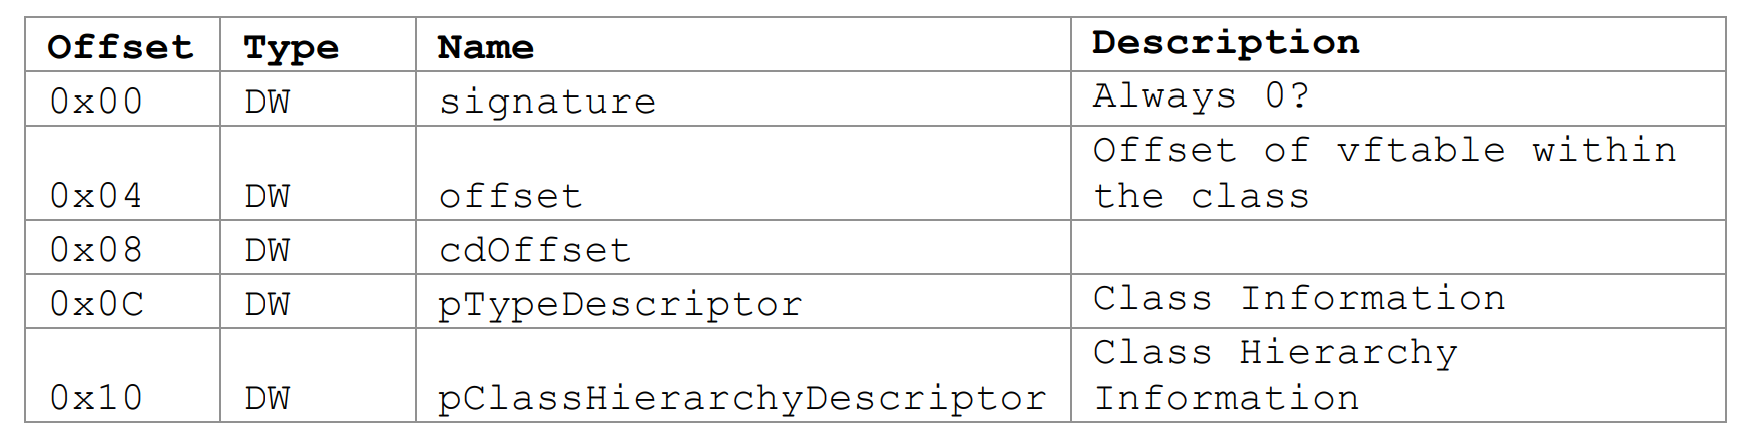 Offset Type Name Description
0x00 DW signature Always 0?
Offset of vftable within
0x04 DW offset the class
0x08 DW cdOffset
0x0C DW pTypeDescriptor Class Information
Class Hierarchy
0x10 DW pClassHierarchyDescriptor Information